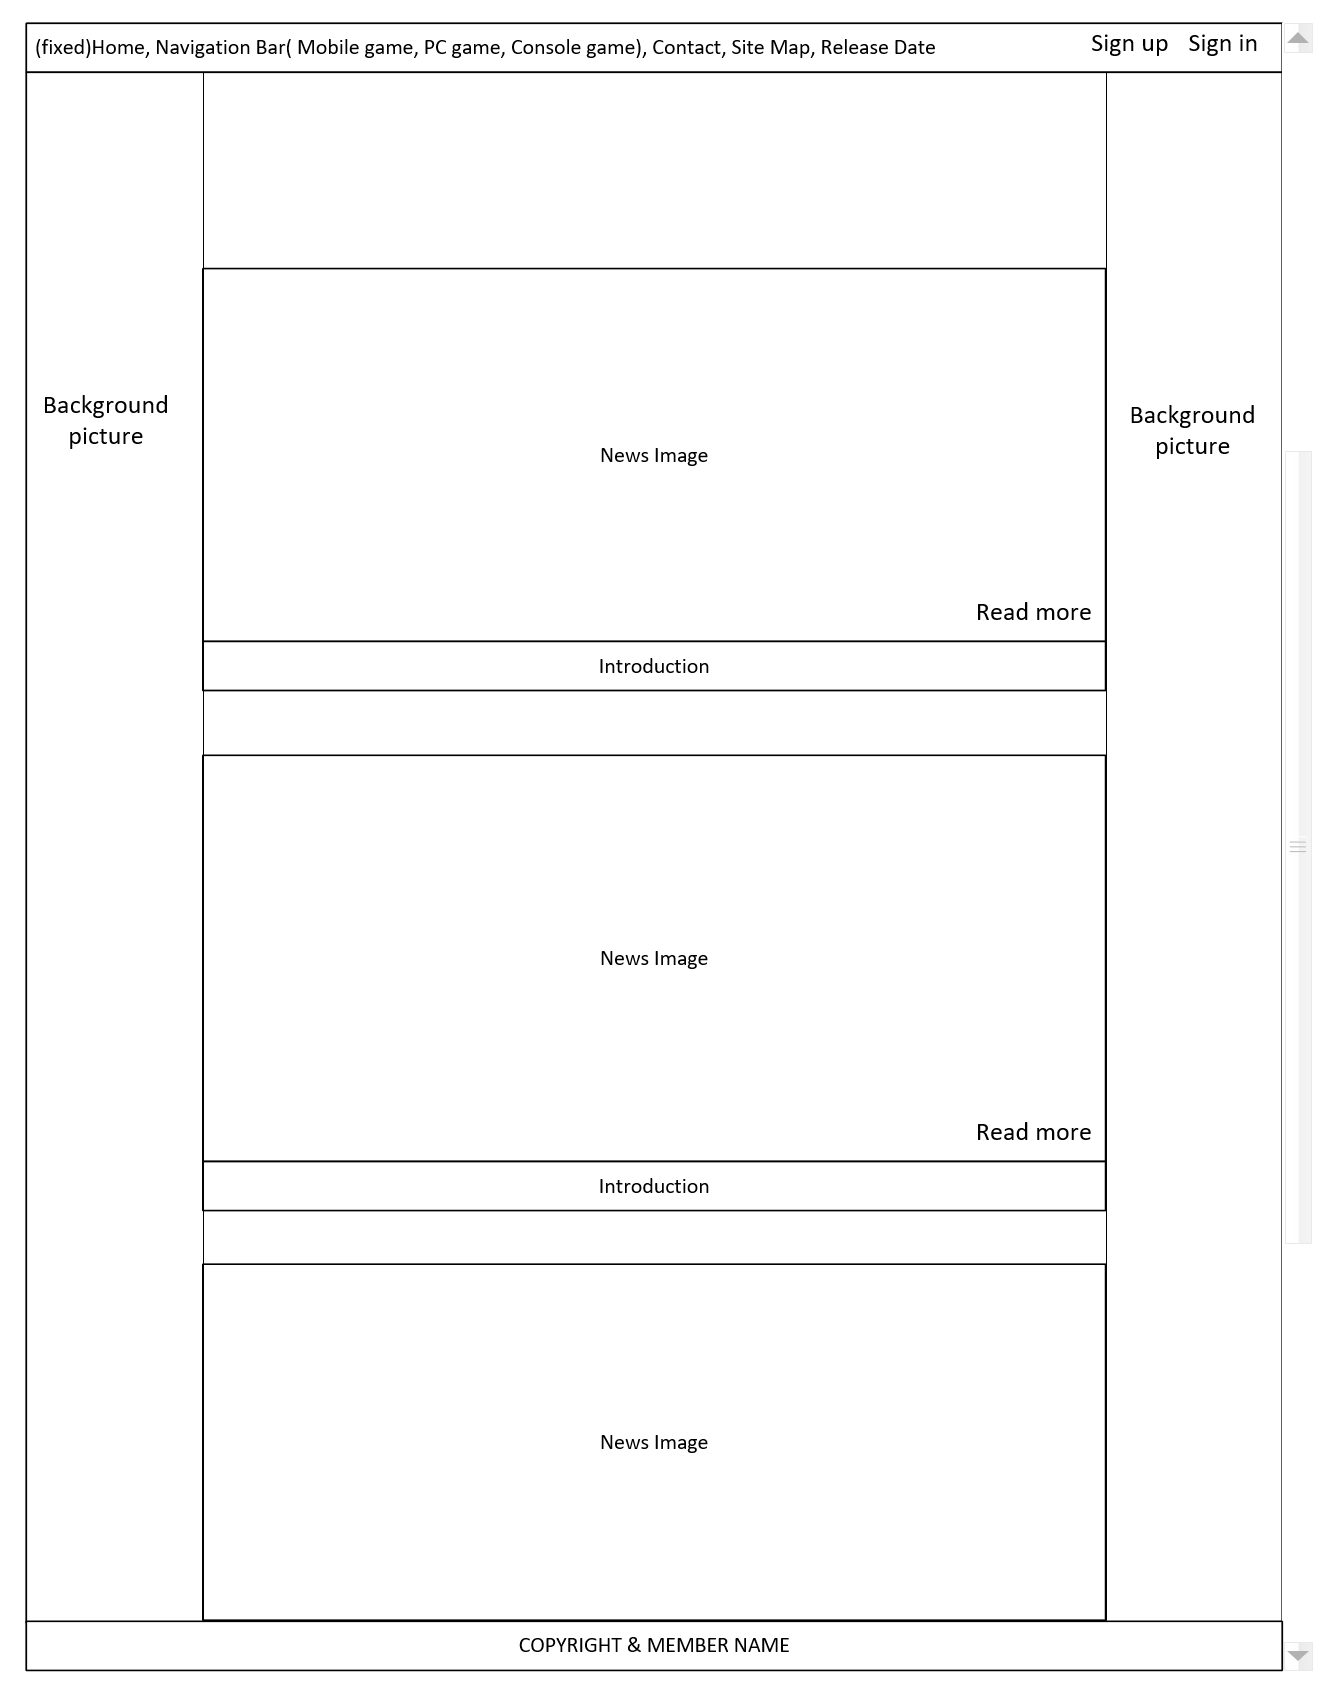 (fixed)Home, Navigation Bar( Mobile game, PC game, Console game), Contact, Site Map, Release Date
Sign up Sign in
Background
picture
Background
picture
News Image
Read more
Introduction
News Image
Read more
Introduction
News Image
COPYRIGHT & MEMBER NAME